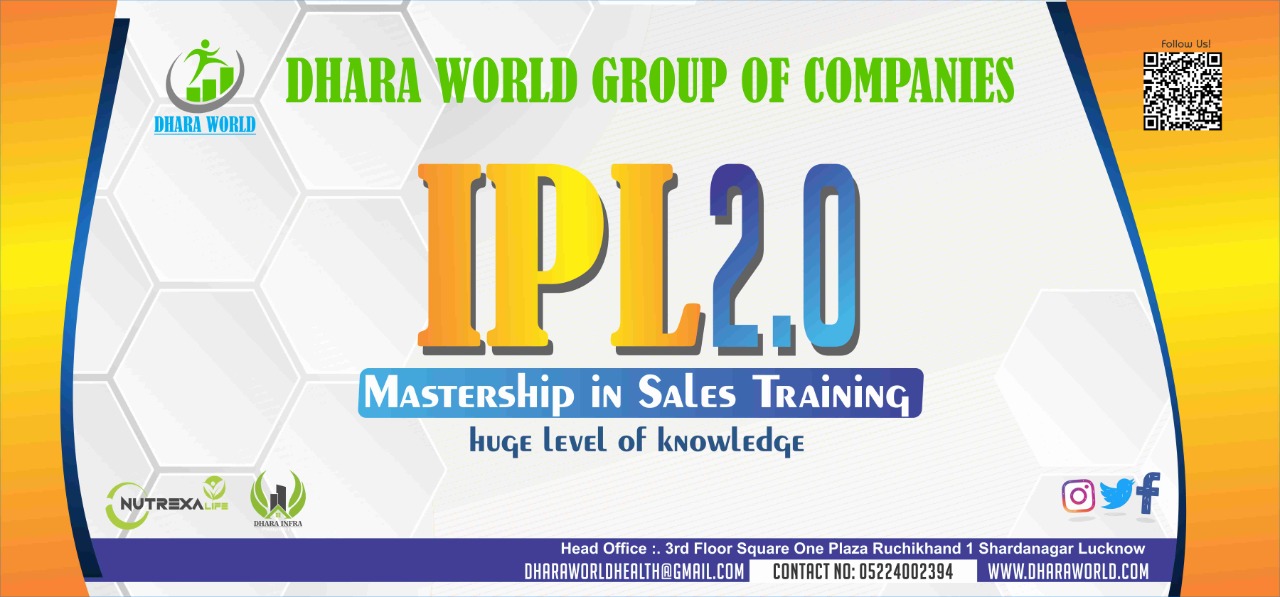 Follow Us!
DHARA WORLD GROUP OF COMPANIES
DHARA WORLD
IPL2.0
Mastership in Sales Training
huge level of knowledge
NUTREXA LIFE
DHARA INFRA
Head Office :. 3rd Floor Square One Plaza Ruchikhand 1 Shardanagar Lucknow
DHARAWORLDHEALTH@GMAIL.COM CONTACT NO: 05224002394 WWW.DHARAWORLD.COM